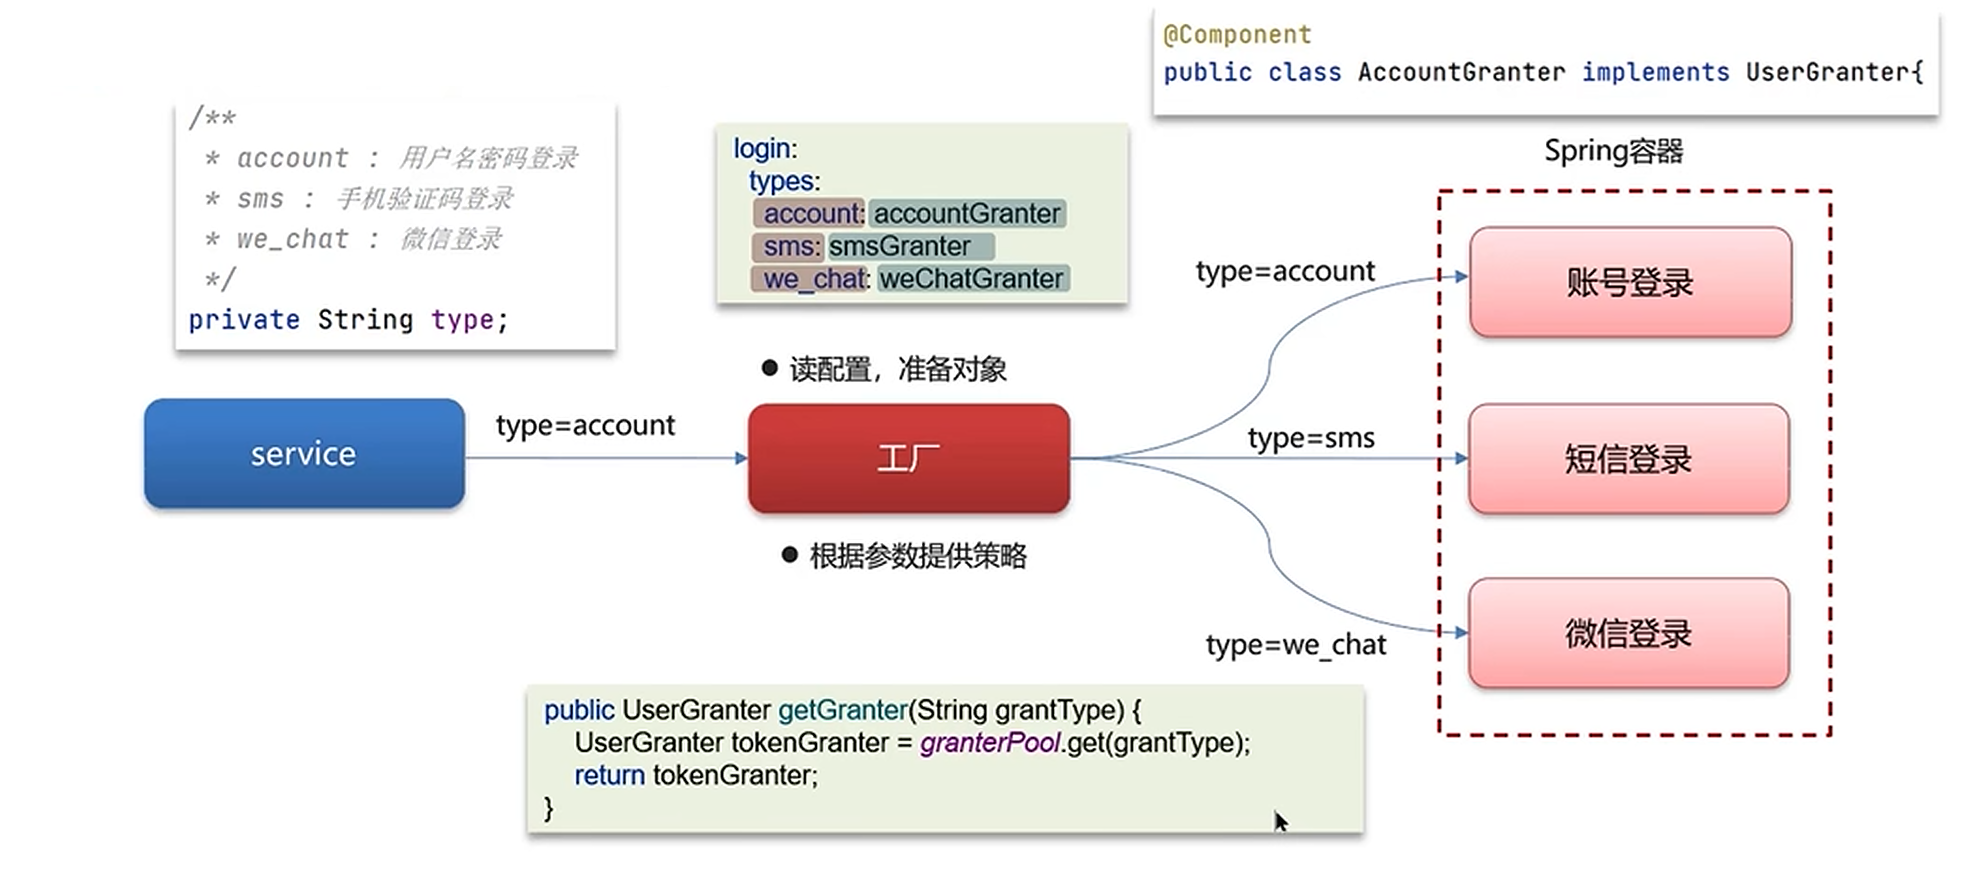 @Component
public class AccountGranter implements UserGranter{
/**
* account : 用户名密码登录
* sms : 手机验证码登录
* we_chat : 微信登录
*/
private String type;
login:
types:
account: accountGranter
sms: smsGranter
we_chat: weChatGranter
Spring容器
type=account
账号登录
● 读配置，准备对象
service
type=account
工厂
type=sms
短信登录
● 根据参数提供策略
type=we_chat
微信登录
public UserGranter getGranter(String grantType) {
UserGranter tokenGranter = granterPool.get(grantType);
return tokenGranter;
}